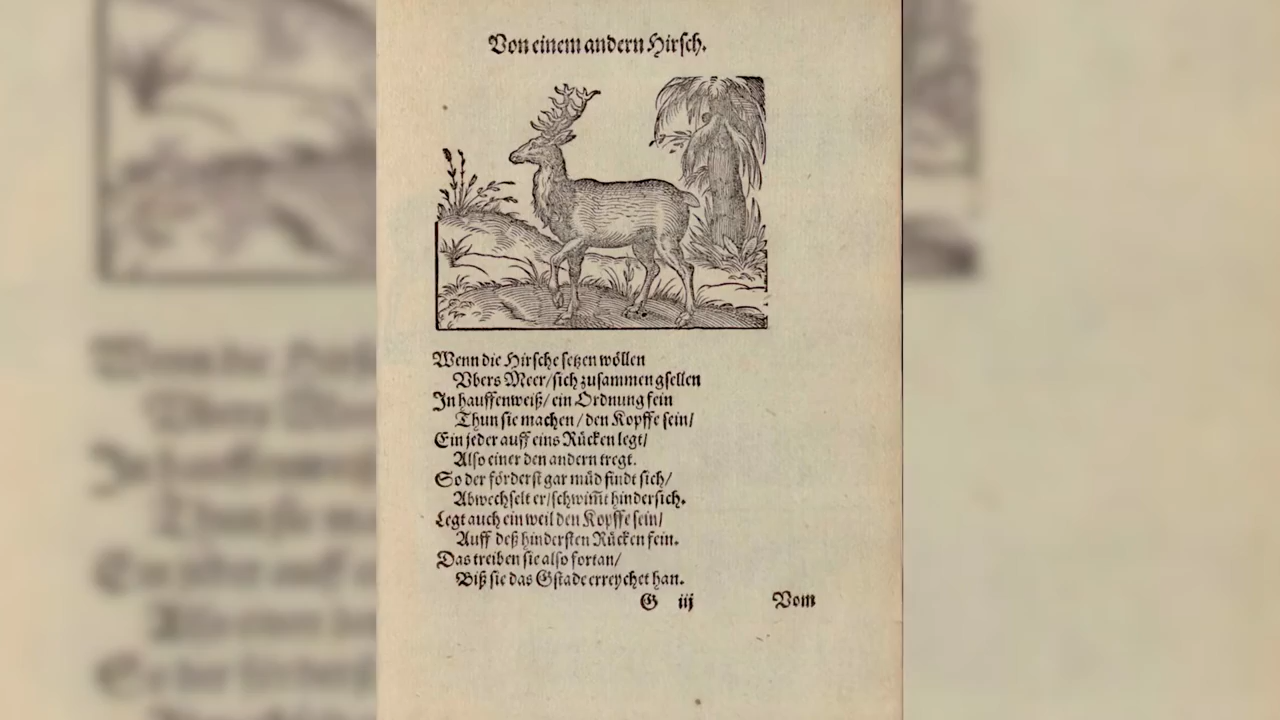 Von einem andern Hirsch.
Wenn die Hirsche setzen wöllen
Vbers Meer/sich zusammen gsellen
In hauffenweiß/ ein Ordnung fein
Thun sie machen / den Kopffe sein/
Ein jeder auff eins Rücken legt/
Also einer den andern tregt.
So der förderst gar müd findt sich/
Abwechselt er/schwim̃t hindersich.
Legt auch ein weil den Kopffe sein/
Auff deß hindersten Rücken fein.
Das treiben sie also fortan/
Biß sie das Gstade erreychet han.
G iij Vom